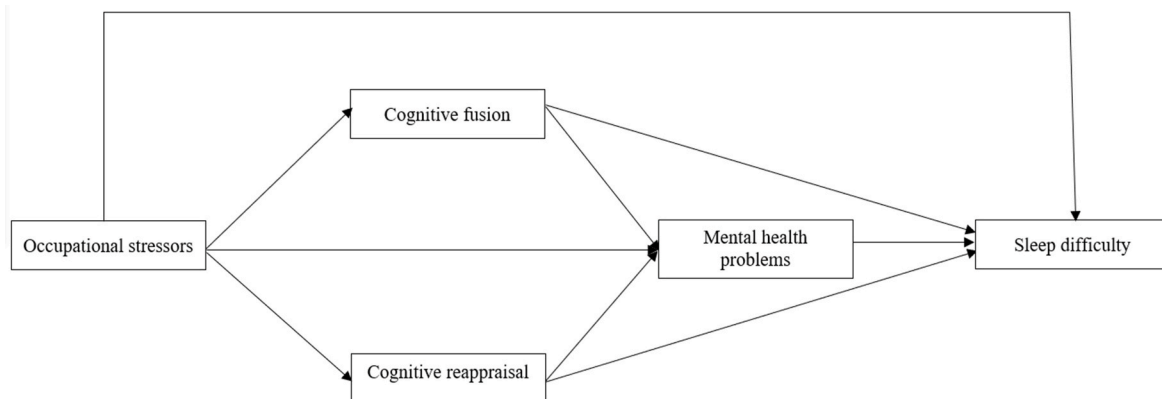 Cognitive fusion
Occupational stressors
Mental health
problems
Sleep difficulty
Cognitive reappraisal